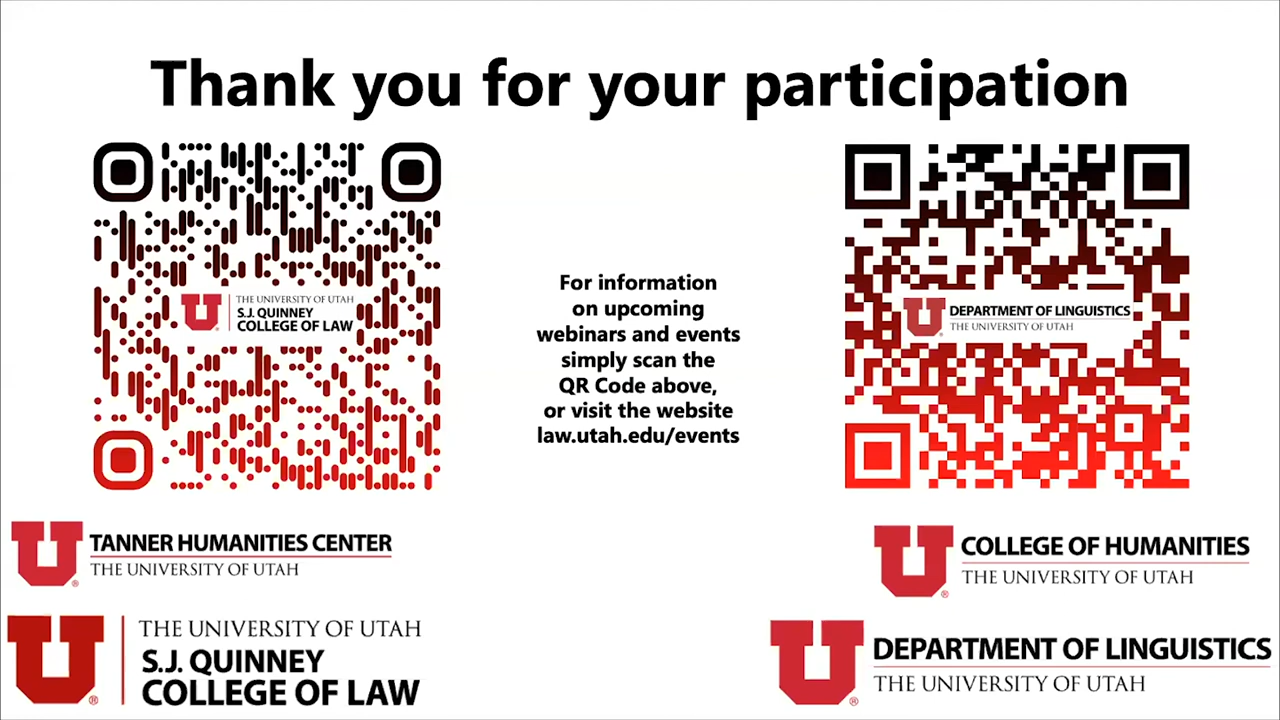 Thank you for your participation
THE UNIVERSITY OF UTAH
S.J. QUINNEY
COLLEGE OF LAW
For information
on upcoming
webinars and events
simply scan the
QR Code above,
or visit the website
law.utah.edu/events
DEPARTMENT OF LINGUISTICS
THE UNIVERSITY OF UTAH
TANNER HUMANITIES CENTER
THE UNIVERSITY OF UTAH
COLLEGE OF HUMANITIES
THE UNIVERSITY OF UTAH
THE UNIVERSITY OF UTAH
S.J. QUINNEY
COLLEGE OF LAW
DEPARTMENT OF LINGUISTICS
THE UNIVERSITY OF UTAH